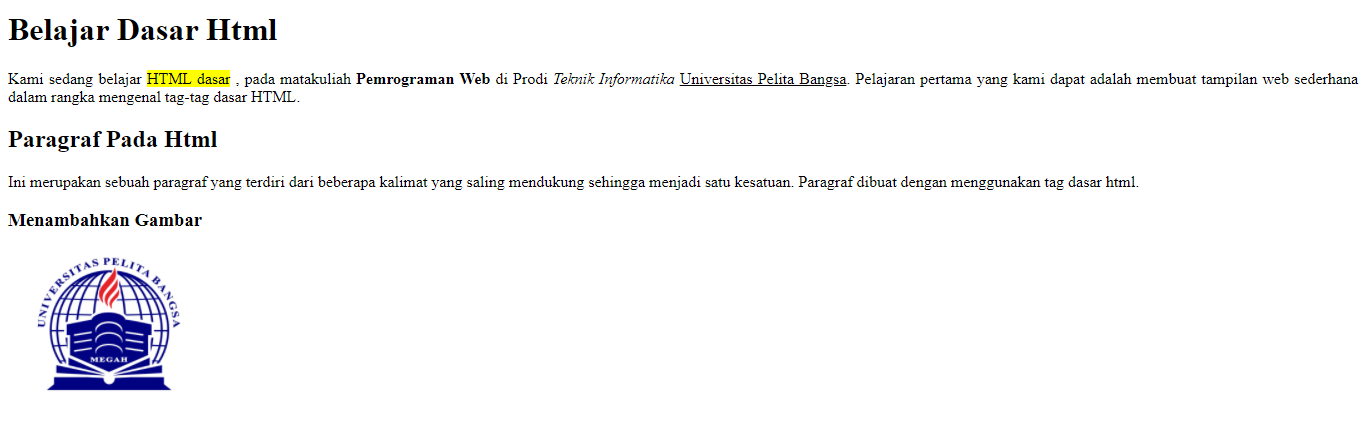 Belajar Dasar Html
Kami sedang belajar HTML dasar , pada matakuliah Pemrograman Web di Prodi Teknik Informatika Universitas Pelita Bangsa. Pelajaran pertama yang kami dapat adalah membuat tampilan web sederhana
dalam rangka mengenal tag-tag dasar HTML.
Paragraf Pada Html
Ini merupakan sebuah paragraf yang terdiri dari beberapa kalimat yang saling mendukung sehingga menjadi satu kesatuan. Paragraf dibuat dengan menggunakan tag dasar html.
Menambahkan Gambar
UNIVERSITAS PELITA BANGSA
MEGAH